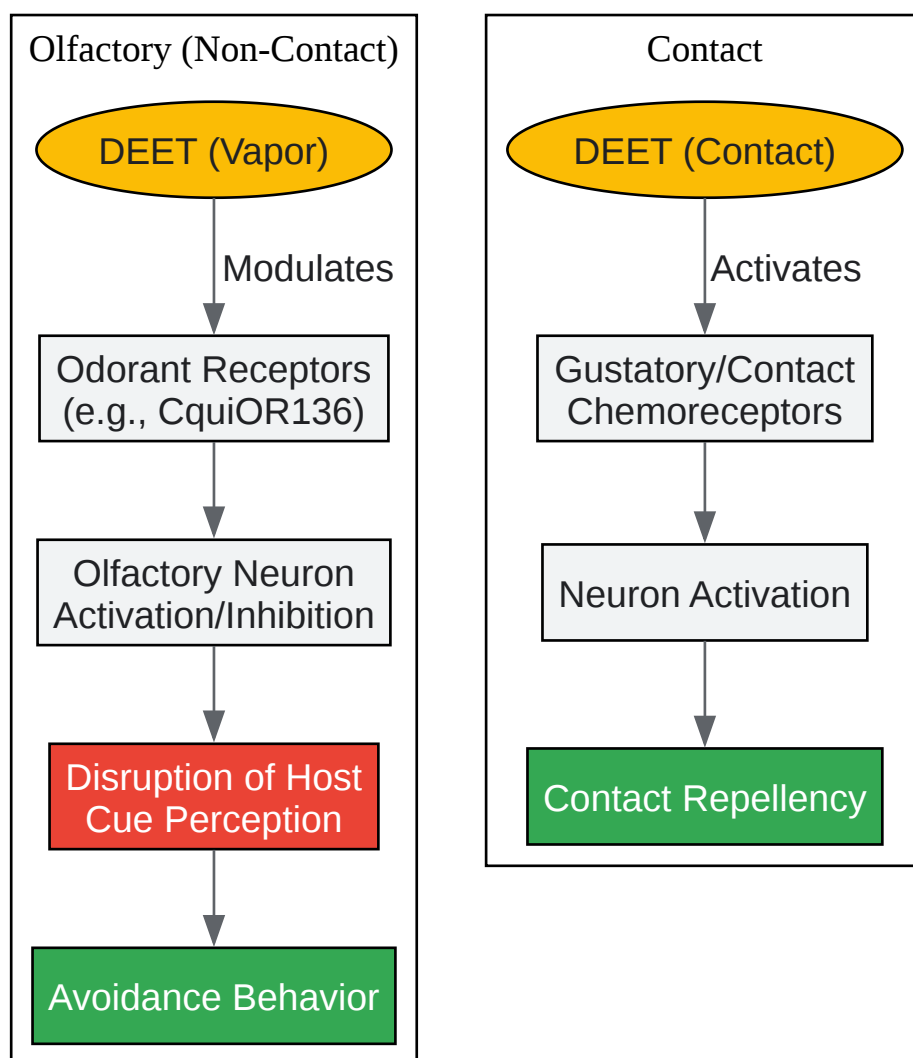 Olfactory (Non-Contact)
DEET (Vapor)
Modulates
Odorant Receptors
(e.g., CquiOR136)
Olfactory Neuron
Activation/Inhibition
Disruption of Host
Cue Perception
Avoidance Behavior
Contact
DEET (Contact)
Activates
Gustatory/Contact
Chemoreceptors
Neuron Activation
Contact Repellency